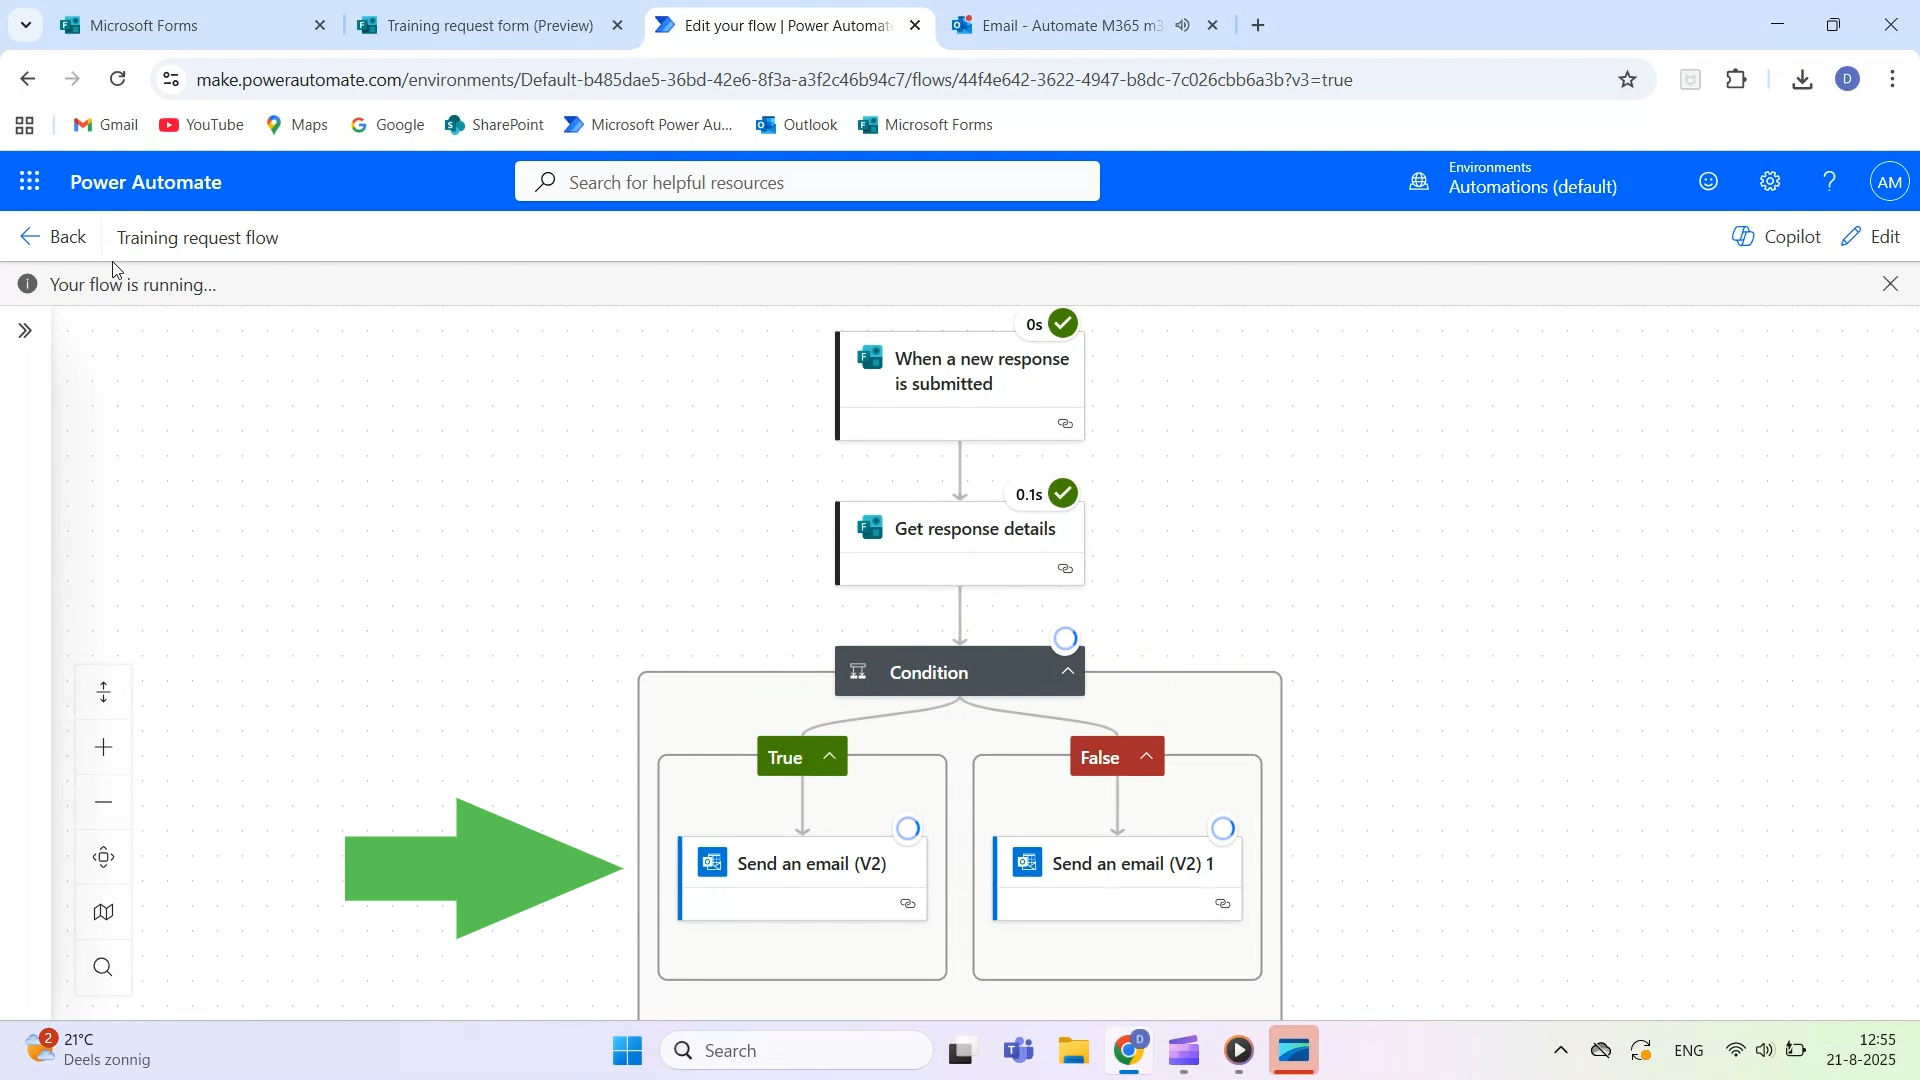 Microsoft Forms
Training request form (Preview)
Edit your flow | Power Automate
Email - Automate M365 m3
make.powerautomate.com/environments/Default-b485dae5-36bd-42e6-8f3a-a3f2c46b94c7/flows/44f4e642-3622-4947-b8dc-7c026cbb6a3b?v3=true
D
Gmail
YouTube
Maps
Google
SharePoint
Microsoft Power Au...
Outlook
Microsoft Forms
Power Automate
Search for helpful resources
Environments
Automations (default)
AM
Back
Training request flow
Copilot
Edit
Your flow is running...
0s
When a new response
is submitted
0.1s
Get response details
Condition
True
False
Send an email (V2)
Send an email (V2) 1
2
21°C
Deels zonnig
Search
D
ENG
12:55
21-8-2025